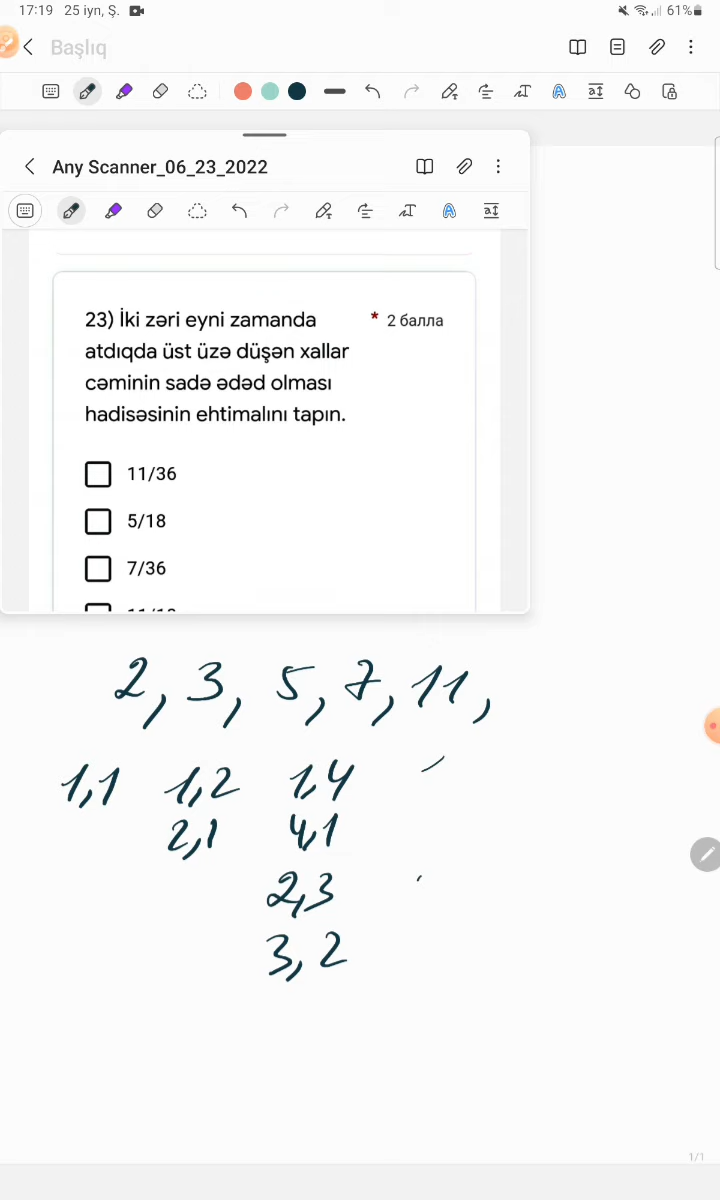 17:19 25 iyn, Ş. 61%
Başlıq
Any Scanner_06_23_2022
23) İki zəri eyni zamanda * 2 балла
atdıqda üst üzə düşən xallar
cəminin sadə ədəd olması
hadisəsinin ehtimalını tapın.
11/36
5/18
7/36
2, 3, 5, 7, 11,
1,1 1,2 1,4
2,1 4,1
2,3
3,2
1/1